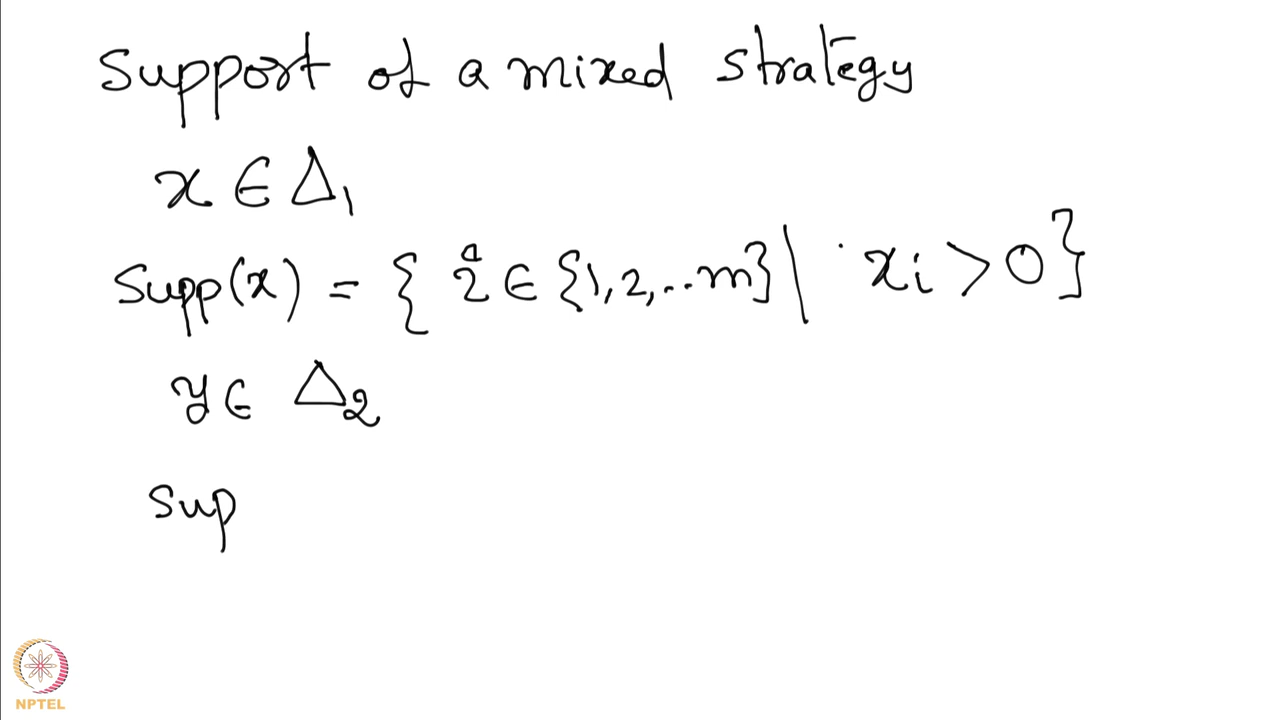 Support of a mixed strategy
x ∈ Δ₁
Supp(x) = { i ∈ {1,2,..m} | xi > 0 }
y ∈ Δ₂
Sup
NPTEL